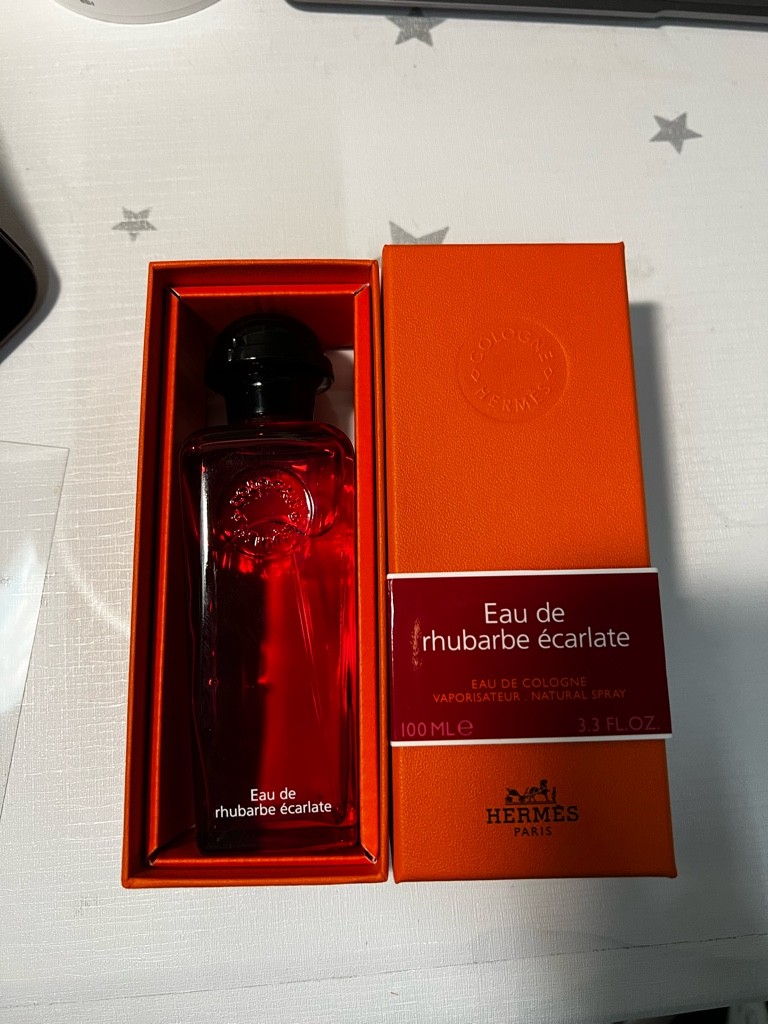 COLOGNE
HERMÈS
Eau de
rhubarbe écarlate
Eau de
rhubarbe écarlate
EAU DE COLOGNE
VAPORISATEUR . NATURAL SPRAY
100 ML e 3.3 FL.OZ.
HERMÈS
PARIS